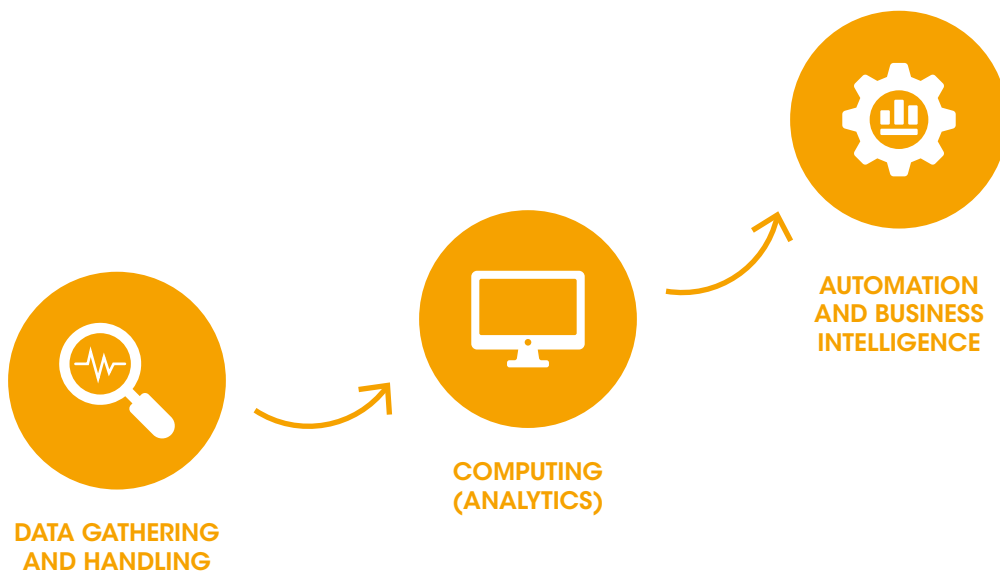 DATA GATHERING
AND HANDLING
COMPUTING
(ANALYTICS)
AUTOMATION
AND BUSINESS
INTELLIGENCE